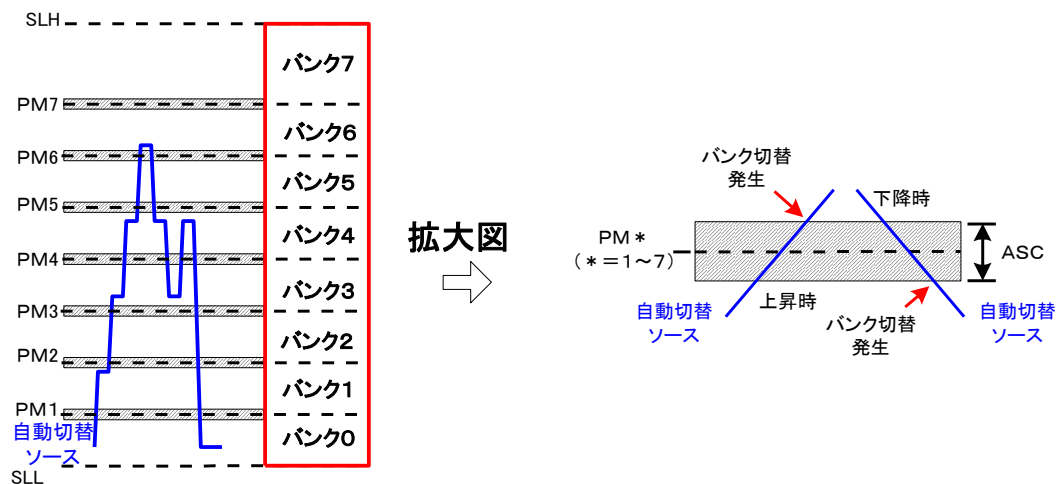 SLH
バンク7
PM7
バンク6
PM6
バンク5
PM5
バンク4
PM4
バンク3
PM3
バンク2
PM2
バンク1
PM1
バンク0
自動切替
ソース
SLL
拡大図
バンク切替
発生
下降時
PM*
(*=1~7)
ASC
上昇時
自動切替
ソース
バンク切替
発生
自動切替
ソース